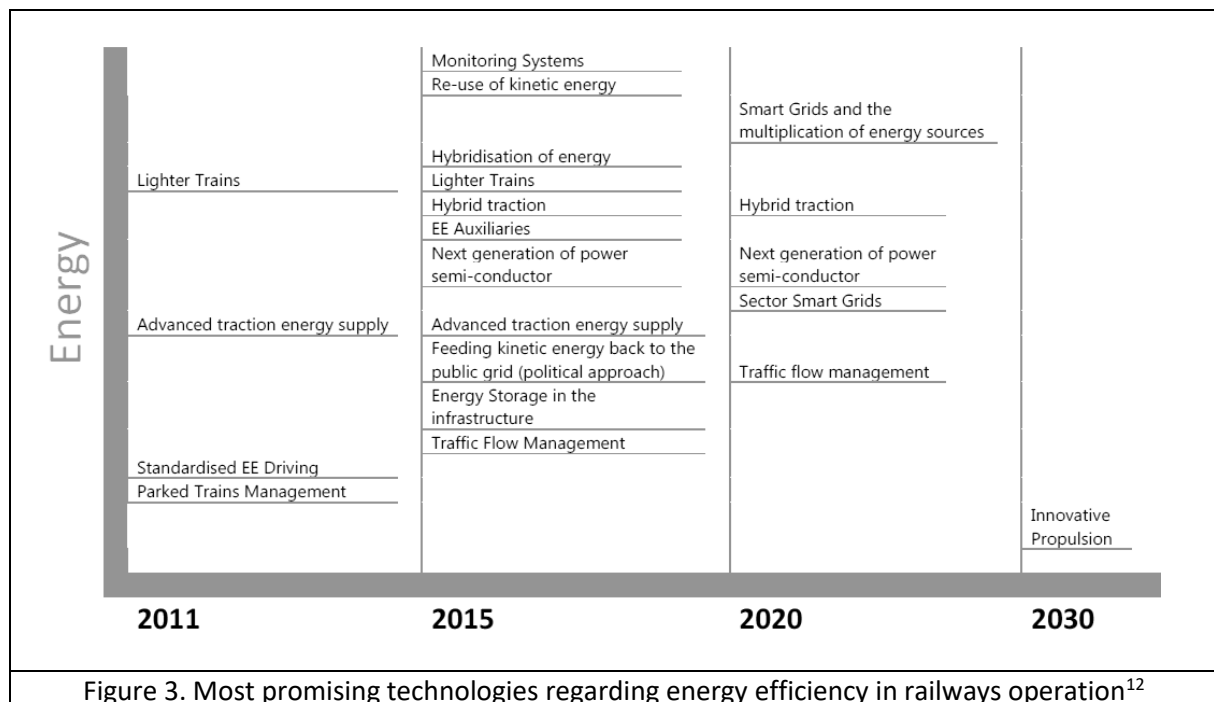 Energy
Monitoring Systems
Re-use of kinetic energy
Smart Grids and the
multiplication of energy sources
Hybridisation of energy
Lighter Trains
Lighter Trains
Hybrid traction
Hybrid traction
EE Auxiliaries
Next generation of power
semi-conductor
Next generation of power
semi-conductor
Sector Smart Grids
Advanced traction energy supply
Advanced traction energy supply
Feeding kinetic energy back to the
public grid (political approach)
Traffic flow management
Energy Storage in the
infrastructure
Traffic Flow Management
Standardised EE Driving
Parked Trains Management
Innovative
Propulsion
2011
2015
2020
2030
Figure 3. Most promising technologies regarding energy efficiency in railways operation¹²